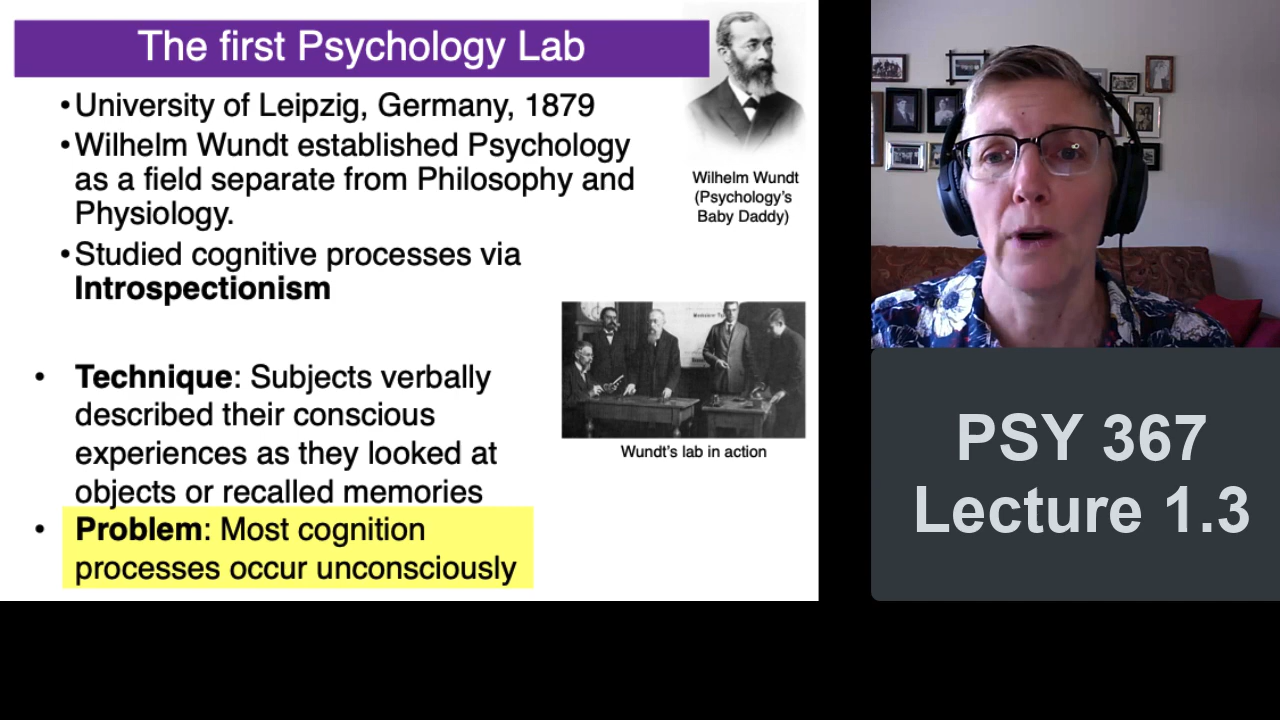 The first Psychology Lab
•University of Leipzig, Germany, 1879
•Wilhelm Wundt established Psychology
as a field separate from Philosophy and
Physiology.
•Studied cognitive processes via
Introspectionism
Wilhelm Wundt
(Psychology's
Baby Daddy)
• Technique: Subjects verbally
described their conscious
experiences as they looked at
objects or recalled memories
• Problem: Most cognition
processes occur unconsciously
Wundt's lab in action
PSY 367
Lecture 1.3